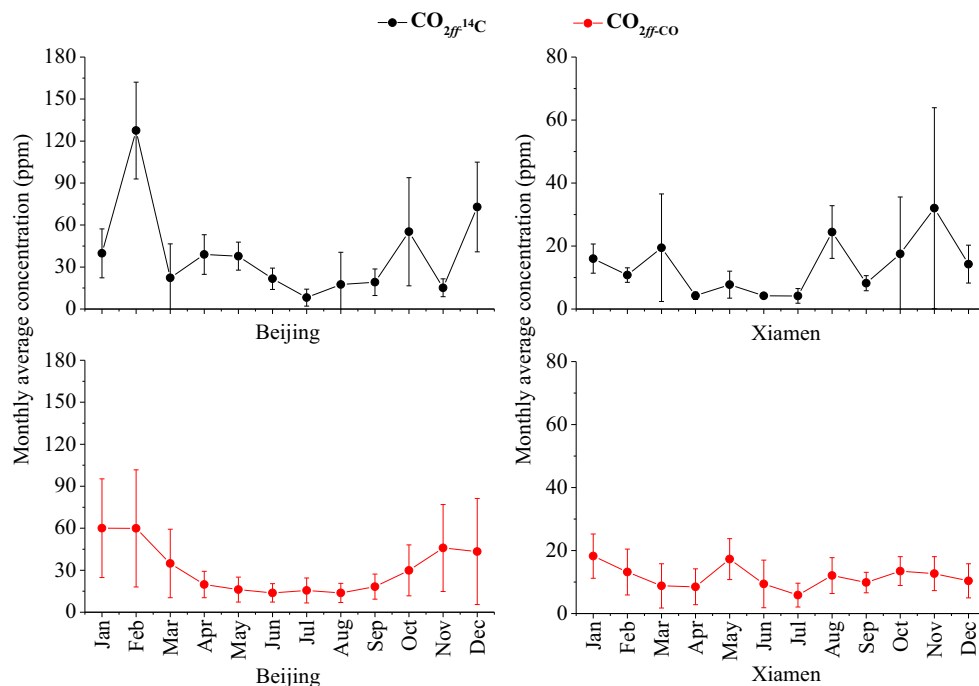 CO2ff-14C
CO2ff-CO
Monthly average concentration (ppm)
180
150
120
90
60
30
0
Beijing
Monthly average concentration (ppm)
80
60
40
20
0
Xiamen
180
150
120
90
60
30
0
Jan
Feb
Mar
Apr
May
Jun
Jul
Aug
Sep
Oct
Nov
Dec
Beijing
80
60
40
20
0
Jan
Feb
Mar
Apr
May
Jun
Jul
Aug
Sep
Oct
Nov
Dec
Xiamen